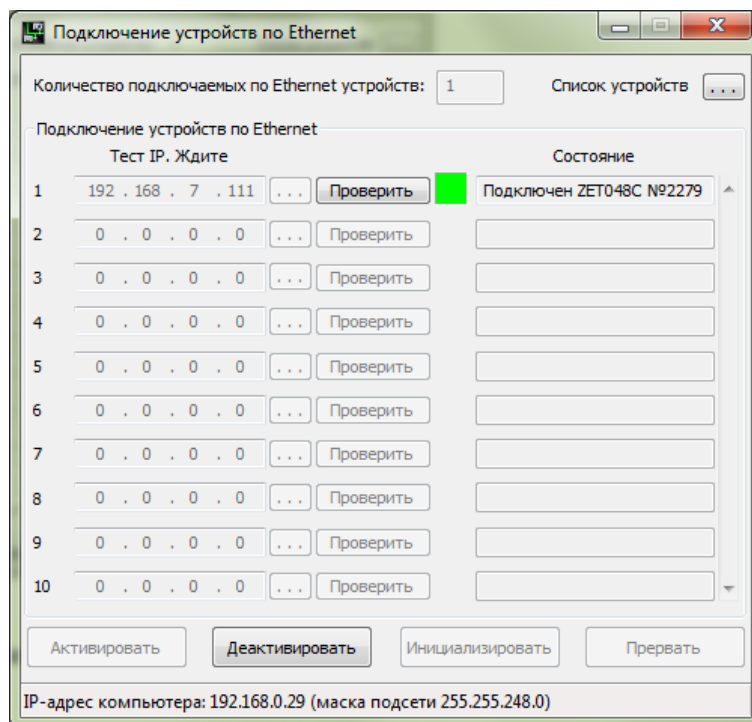 Подключение устройств по Ethernet
Количество подключаемых по Ethernet устройств: 1 Список устройств ...
Подключение устройств по Ethernet
Тест IP. Ждите Состояние
1 192 . 168 . 7 . 111 ... Проверить Подключен ZET048C №2279
2 0 . 0 . 0 . 0 ... Проверить
3 0 . 0 . 0 . 0 ... Проверить
4 0 . 0 . 0 . 0 ... Проверить
5 0 . 0 . 0 . 0 ... Проверить
6 0 . 0 . 0 . 0 ... Проверить
7 0 . 0 . 0 . 0 ... Проверить
8 0 . 0 . 0 . 0 ... Проверить
9 0 . 0 . 0 . 0 ... Проверить
10 0 . 0 . 0 . 0 ... Проверить
Активировать Деактивировать Инициализировать Прервать
IP-адрес компьютера: 192.168.0.29 (маска подсети 255.255.248.0)